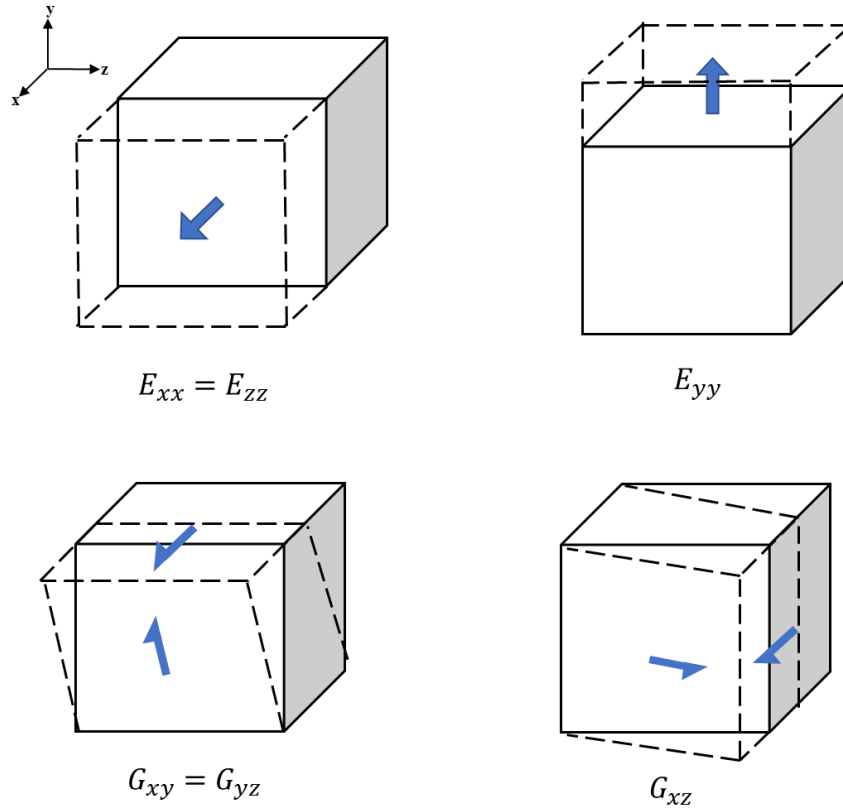 y
z
x
E_{xx} = E_{zz}
E_{yy}
G_{xy} = G_{yz}
G_{xz}